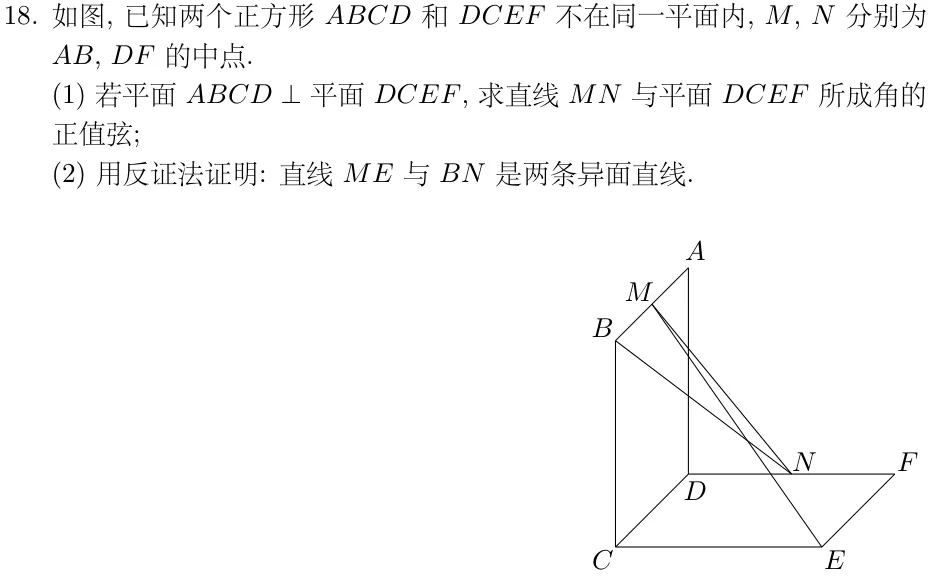 18. 如图, 已知两个正方形 ABCD 和 DCEF 不在同一平面内, M, N 分别为
AB, DF 的中点.
(1) 若平面 ABCD ⊥ 平面 DCEF, 求直线 MN 与平面 DCEF 所成角的
正值弦;
(2) 用反证法证明: 直线 ME 与 BN 是两条异面直线.
A
M
B
N
F
D
C
E